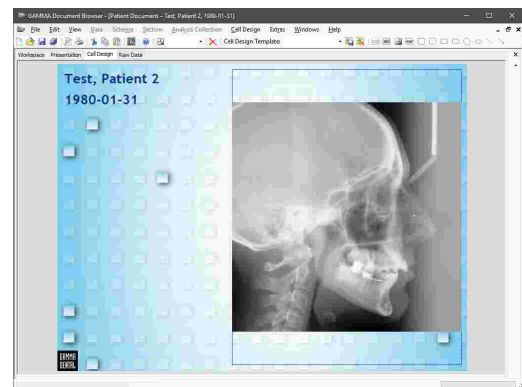 GAMMA Document Browser - [Patient Document - Test, Patient 2, 1980-01-31]
File Edit View Data Schema Section Analysis Collection Cell Design Extras Windows Help
Cell Design Templates
Workspace Presentation Cell Design Raw Data
Test, Patient 2
1980-01-31
GAMMA
DENTAL